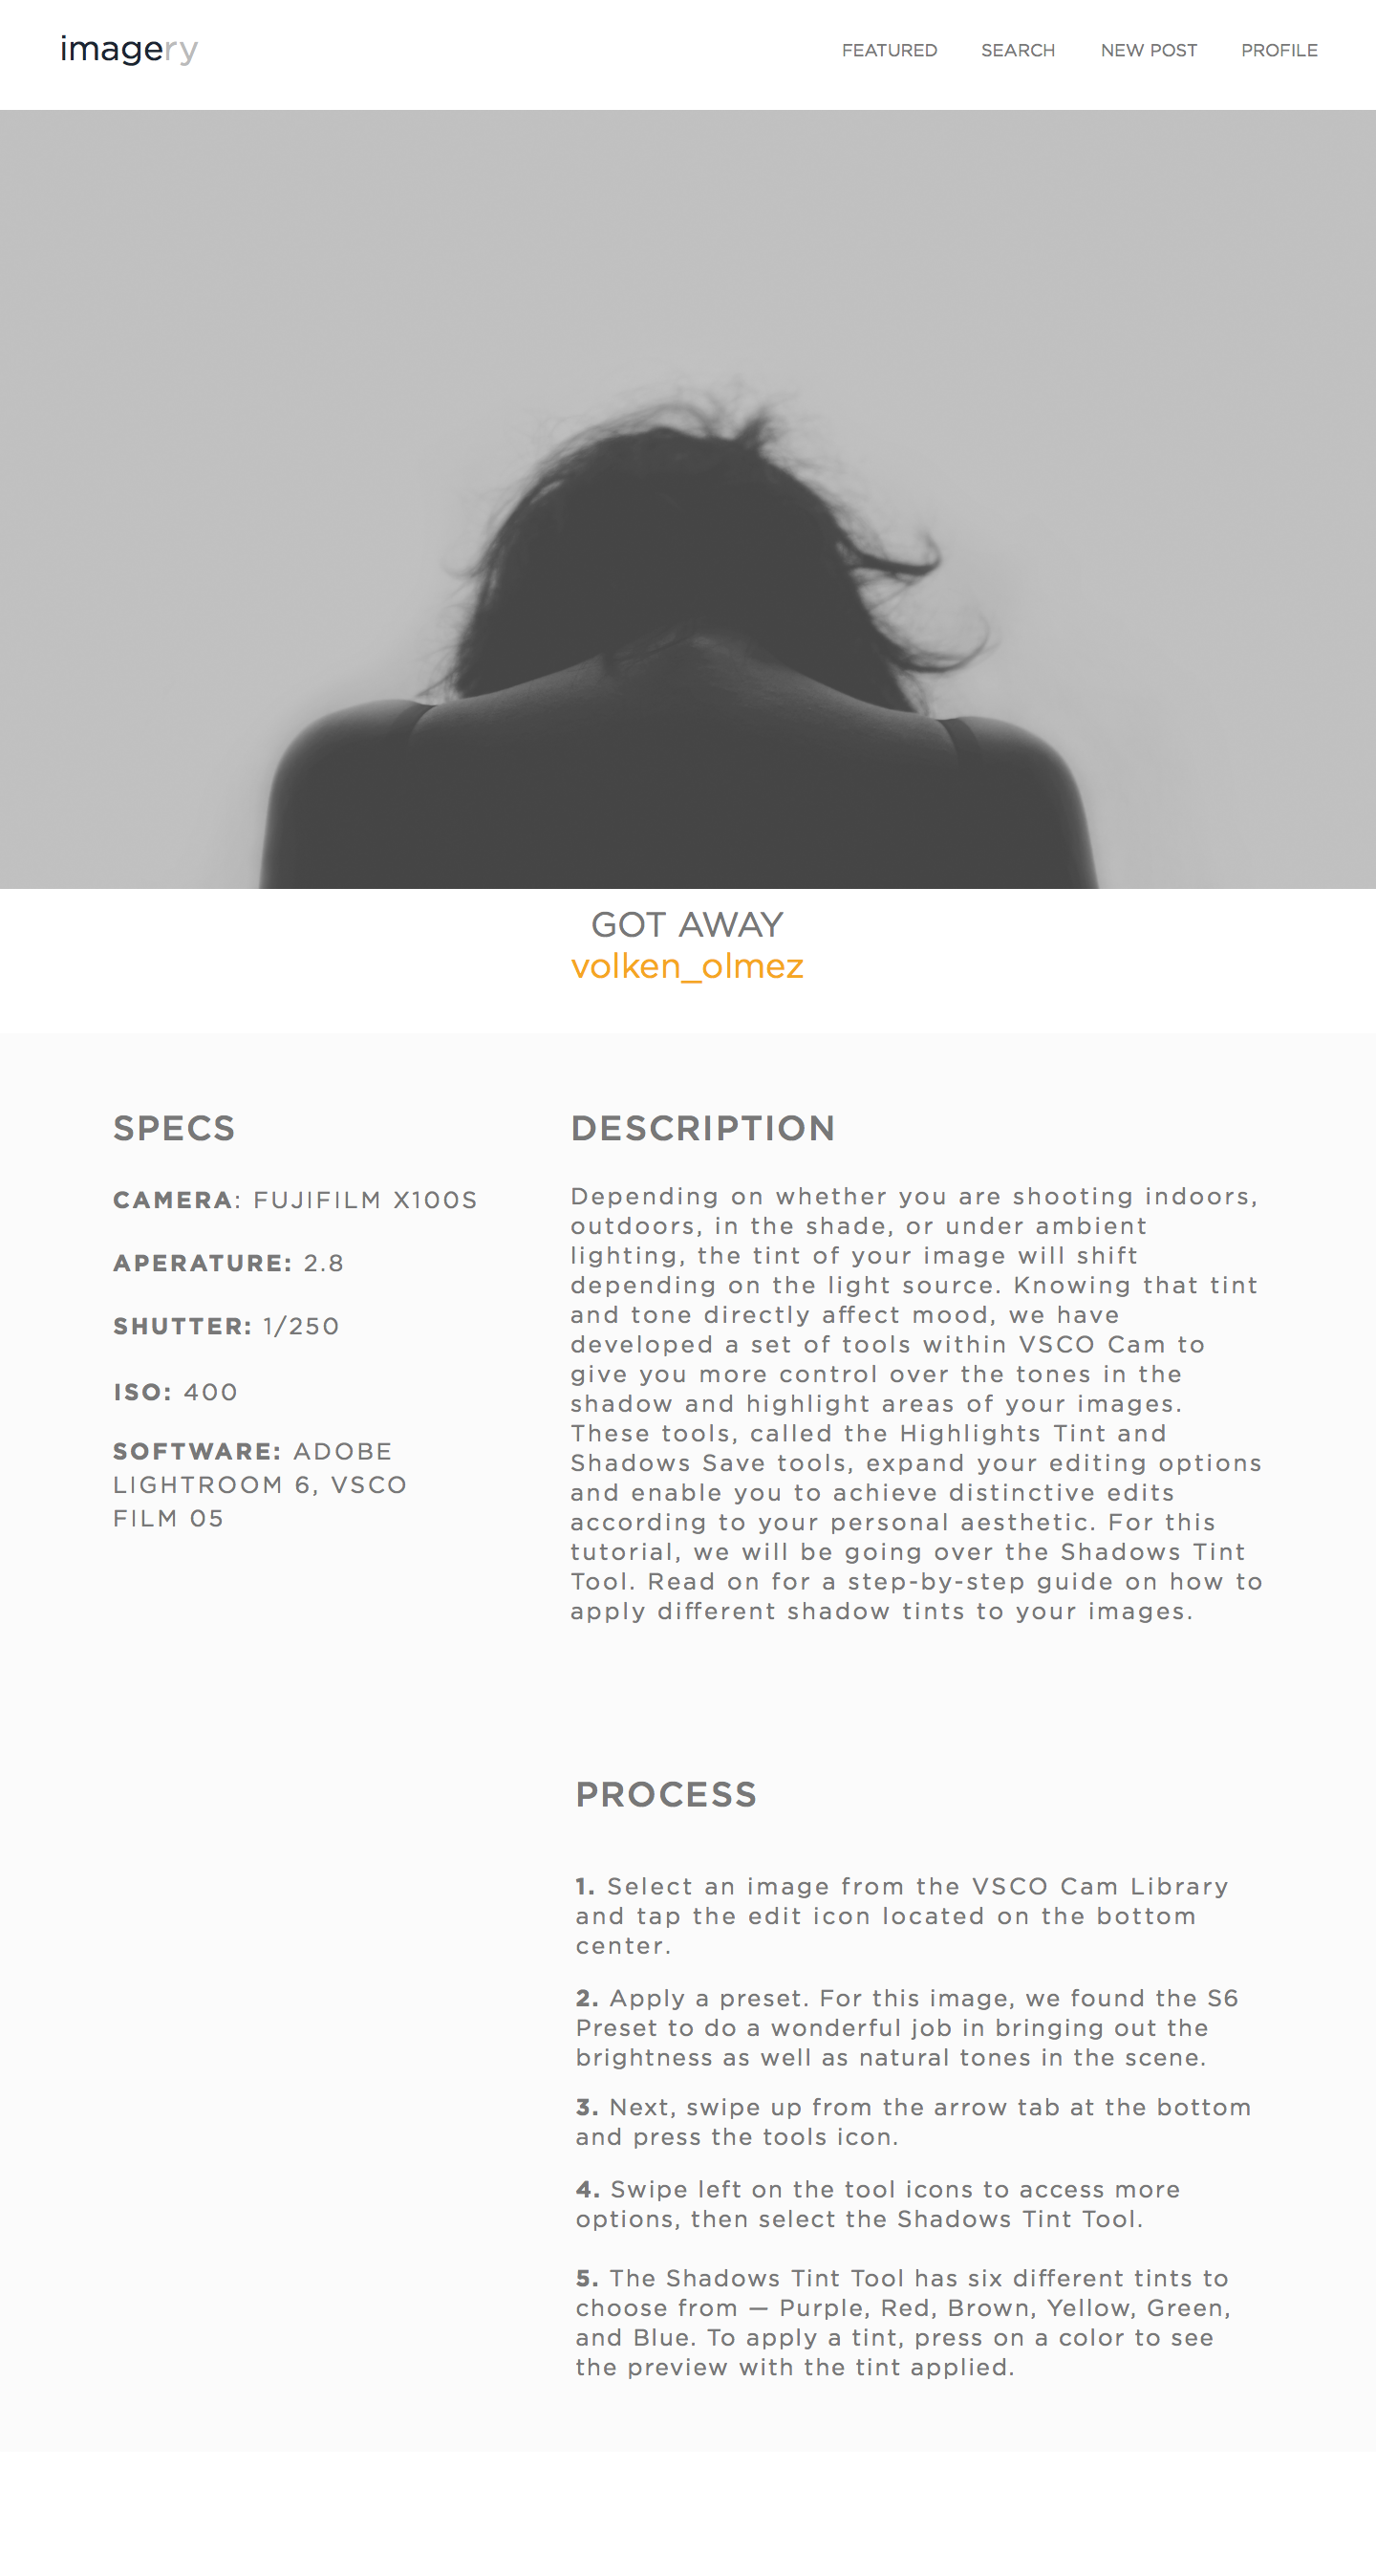 imagery
FEATURED SEARCH NEW POST PROFILE
GOT AWAY
volken_olmez
SPECS
CAMERA: FUJIFILM X100S
APERATURE: 2.8
SHUTTER: 1/250
ISO: 400
SOFTWARE: ADOBE
LIGHTROOM 6, VSCO
FILM 05
DESCRIPTION
Depending on whether you are shooting indoors,
outdoors, in the shade, or under ambient
lighting, the tint of your image will shift
depending on the light source. Knowing that tint
and tone directly affect mood, we have
developed a set of tools within VSCO Cam to
give you more control over the tones in the
shadow and highlight areas of your images.
These tools, called the Highlights Tint and
Shadows Save tools, expand your editing options
and enable you to achieve distinctive edits
according to your personal aesthetic. For this
tutorial, we will be going over the Shadows Tint
Tool. Read on for a step-by-step guide on how to
apply different shadow tints to your images.
PROCESS
1. Select an image from the VSCO Cam Library
and tap the edit icon located on the bottom
center.
2. Apply a preset. For this image, we found the S6
Preset to do a wonderful job in bringing out the
brightness as well as natural tones in the scene.
3. Next, swipe up from the arrow tab at the bottom
and press the tools icon.
4. Swipe left on the tool icons to access more
options, then select the Shadows Tint Tool.
5. The Shadows Tint Tool has six different tints to
choose from — Purple, Red, Brown, Yellow, Green,
and Blue. To apply a tint, press on a color to see
the preview with the tint applied.